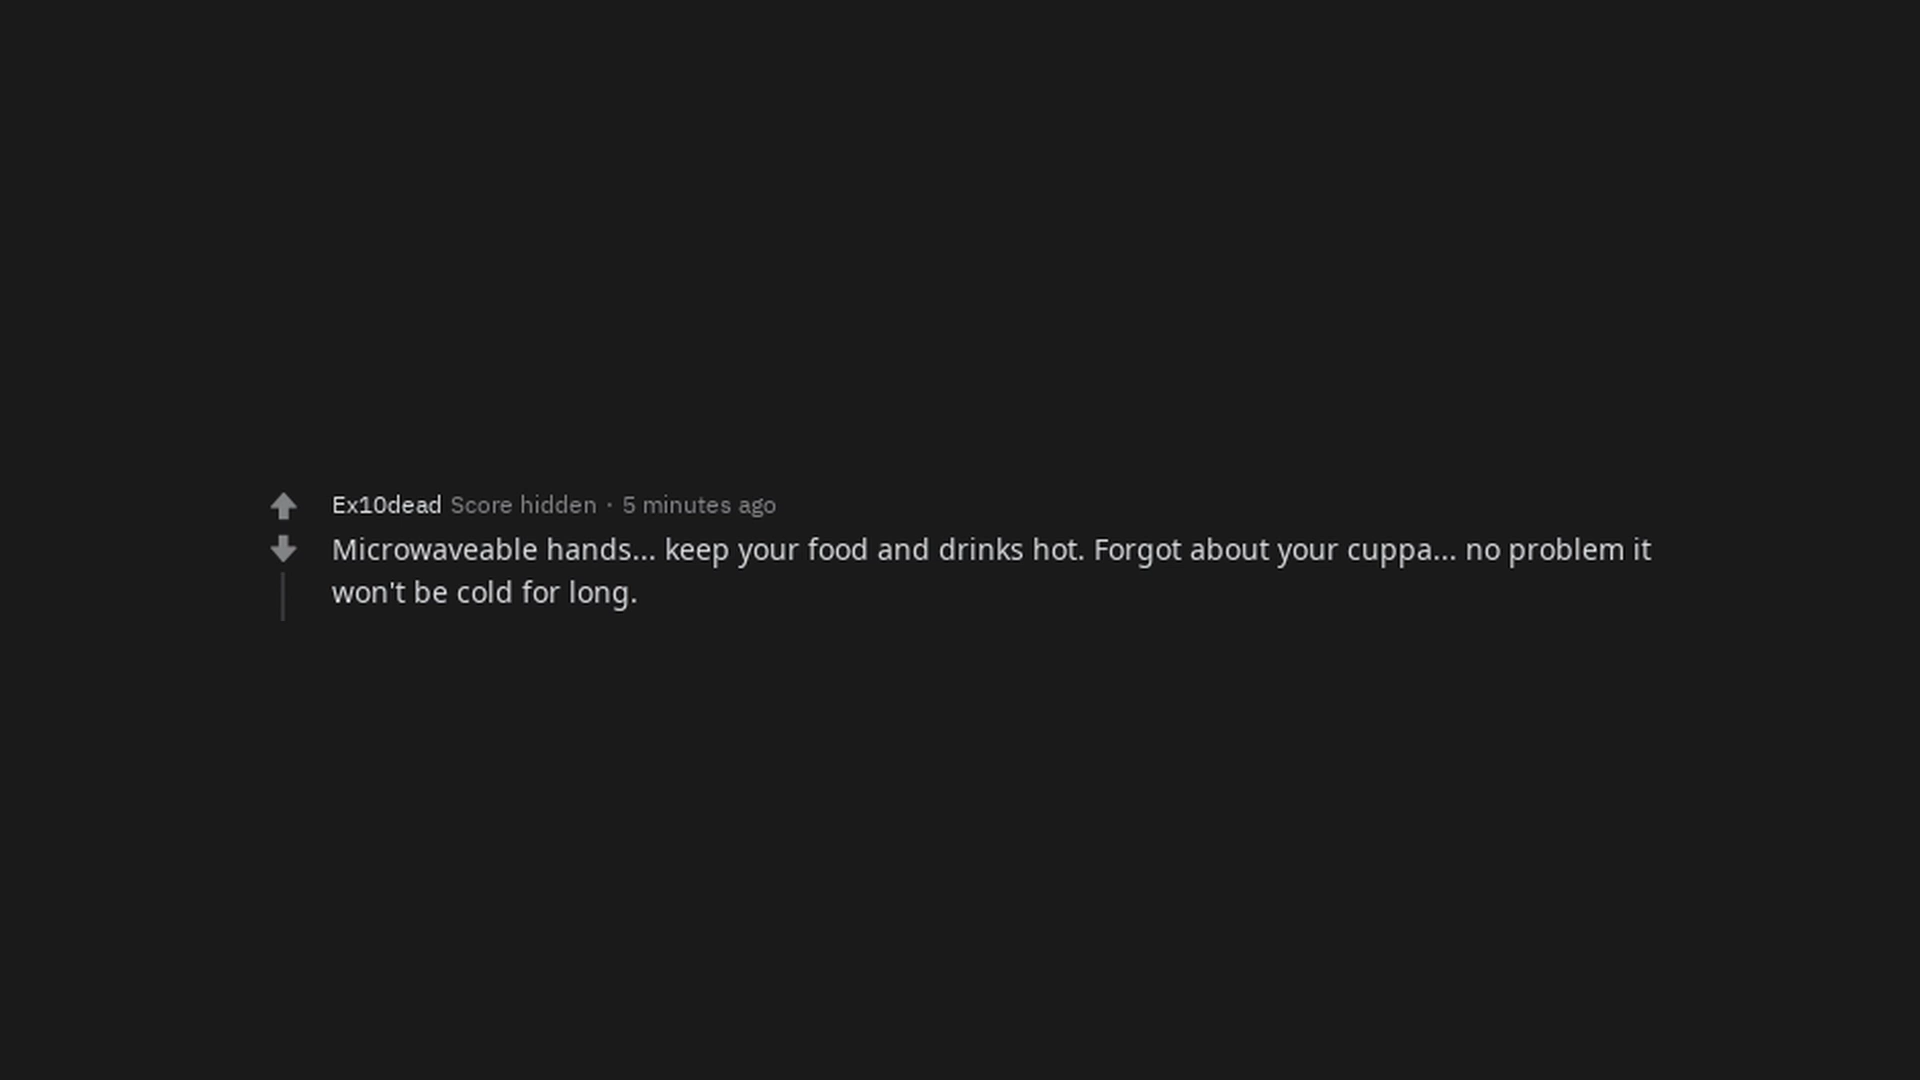 Ex10dead Score hidden · 5 minutes ago
Microwaveable hands... keep your food and drinks hot. Forgot about your cuppa... no problem it
won't be cold for long.